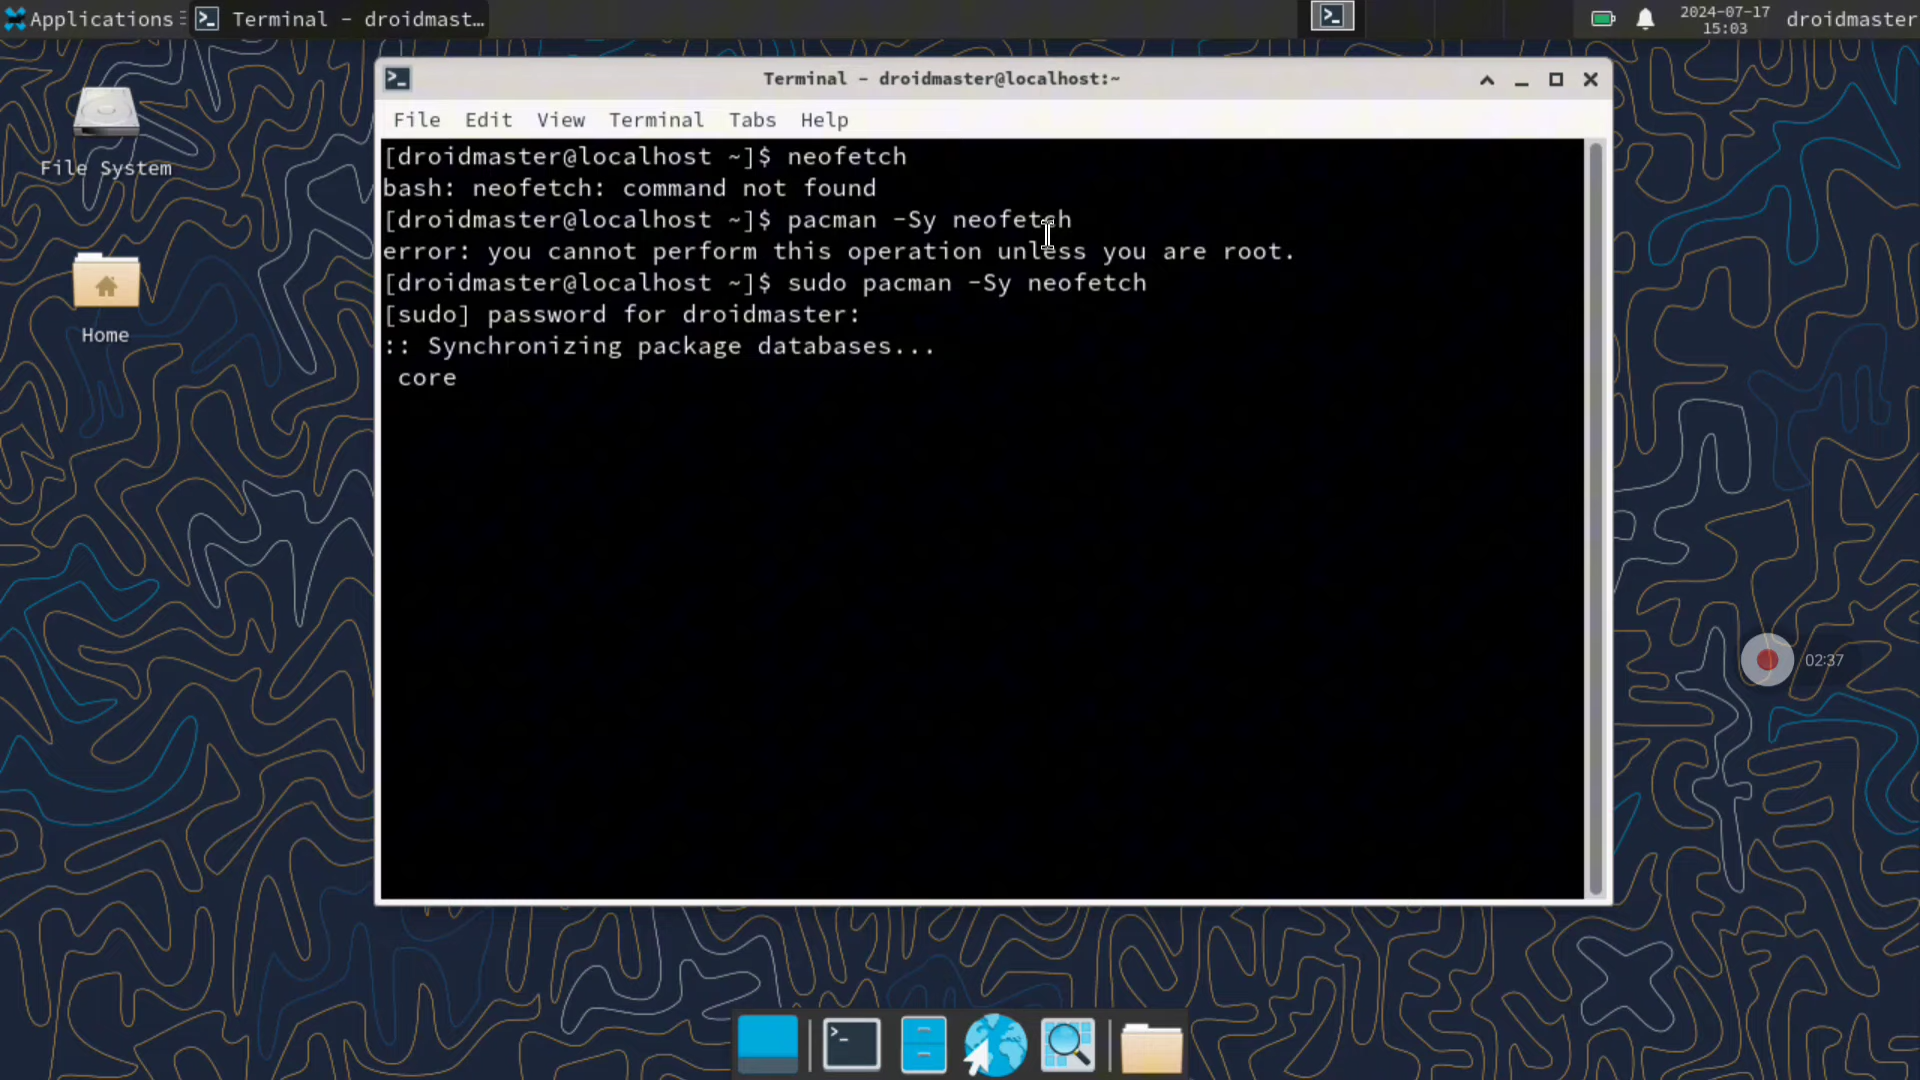 Applications
Terminal - droidmast...
2024-07-17
15:03
droidmaster
File System
Home
Terminal - droidmaster@localhost:~
File Edit View Terminal Tabs Help
[droidmaster@localhost ~]$ neofetch
bash: neofetch: command not found
[droidmaster@localhost ~]$ pacman -Sy neofetch
error: you cannot perform this operation unless you are root.
[droidmaster@localhost ~]$ sudo pacman -Sy neofetch
[sudo] password for droidmaster:
:: Synchronizing package databases...
core
02:37